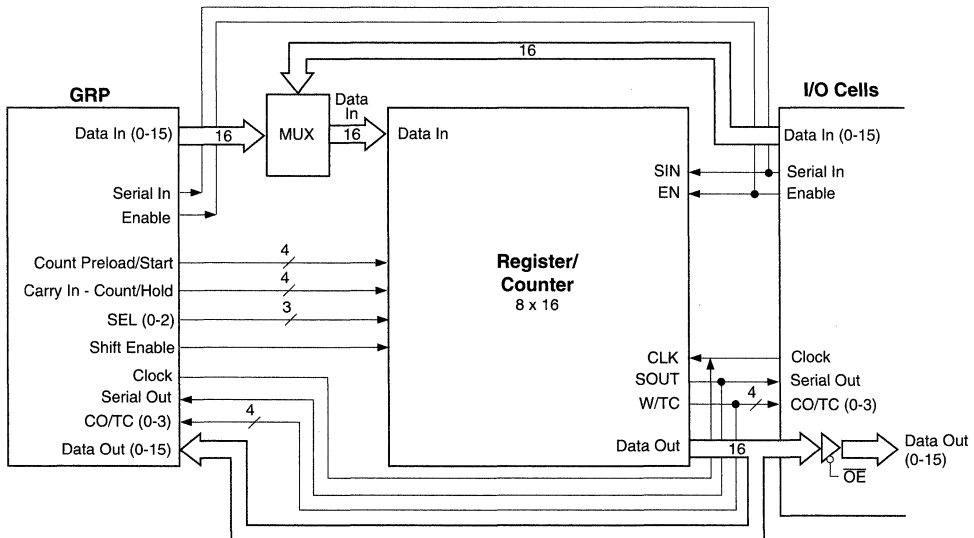 16
GRP
I/O Cells
Data
In
Data In (0-15)
16
MUX
16
Data In
Data In (0-15)
SIN
Serial In
EN
Enable
Serial In
Enable
Count Preload/Start
4
Carry In - Count/Hold
4
SEL (0-2)
3
Shift Enable
Register/
Counter
8 x 16
Clock
Serial Out
CO/TC (0-3)
4
Data Out (0-15)
CLK
Clock
SOUT
Serial Out
W/TC
4
CO/TC (0-3)
Data Out
16
OE
Data Out
(0-15)